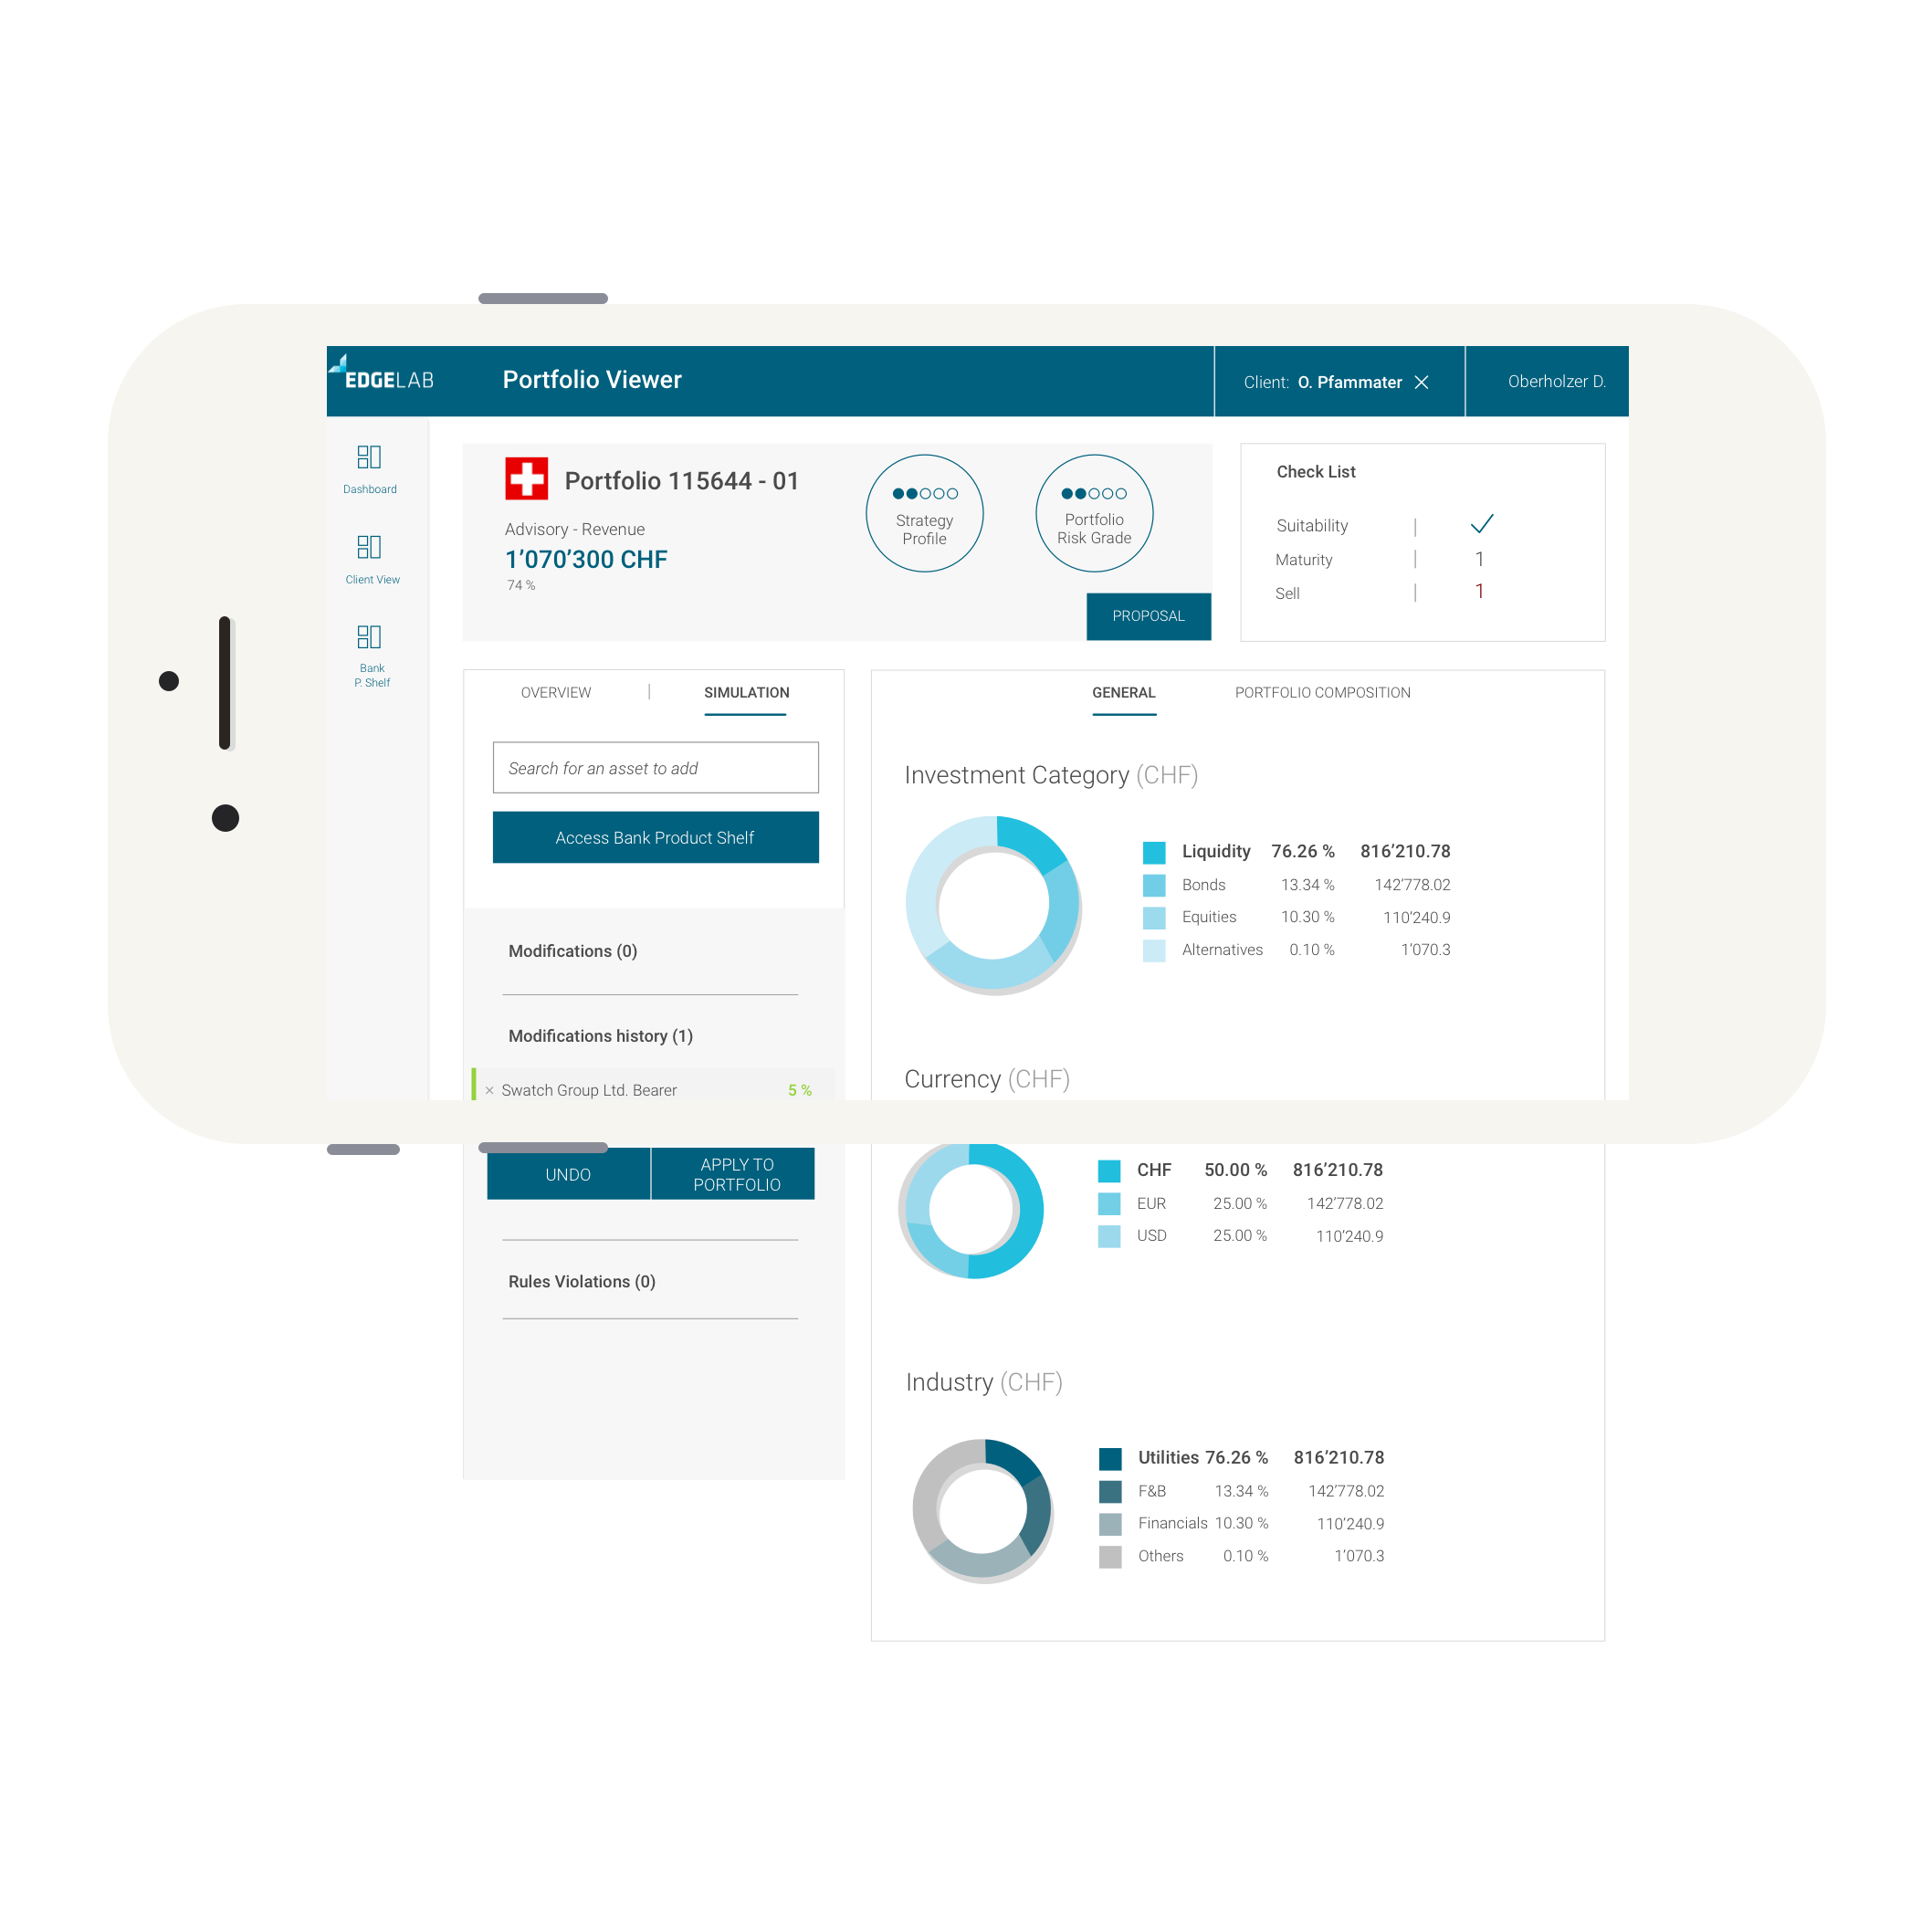 EDGELAB
Portfolio Viewer
Client: O. Pfammater
Oberholzer D.
Dashboard
Client View
Bank
P. Shelf
Portfolio 115644 - 01
Advisory - Revenue
1’070’300 CHF
74 %
Strategy
Profile
Portfolio
Risk Grade
PROPOSAL
Check List
Suitability |
Maturity | 1
Sell | 1
OVERVIEW | SIMULATION
Search for an asset to add
Access Bank Product Shelf
Modifications (0)
Modifications history (1)
× Swatch Group Ltd. Bearer 5 %
UNDO
APPLY TO
PORTFOLIO
Rules Violations (0)
GENERAL PORTFOLIO COMPOSITION
Investment Category (CHF)
Liquidity 76.26 % 816’210.78
Bonds 13.34 % 142’778.02
Equities 10.30 % 110’240.9
Alternatives 0.10 % 1’070.3
Currency (CHF)
CHF 50.00 % 816’210.78
EUR 25.00 % 142’778.02
USD 25.00 % 110’240.9
Industry (CHF)
Utilities 76.26 % 816’210.78
F&B 13.34 % 142’778.02
Financials 10.30 % 110’240.9
Others 0.10 % 1’070.3